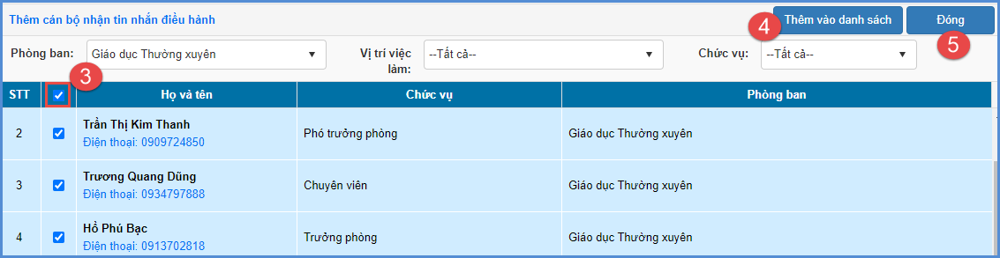 Thêm cán bộ nhận tin nhắn điều hành
4
Thêm vào danh sách
Đóng
5
Phòng ban:
Giáo dục Thường xuyên
Vị trí việc
làm:
--Tất cả--
Chức vụ:
--Tất cả--
3
STT
Họ và tên
Chức vụ
Phòng ban
2
Trần Thị Kim Thanh
Điện thoại: 0909724850
Phó trưởng phòng
Giáo dục Thường xuyên
3
Trương Quang Dũng
Điện thoại: 0934797888
Chuyên viên
Giáo dục Thường xuyên
4
Hồ Phú Bạc
Điện thoại: 0913702818
Trưởng phòng
Giáo dục Thường xuyên